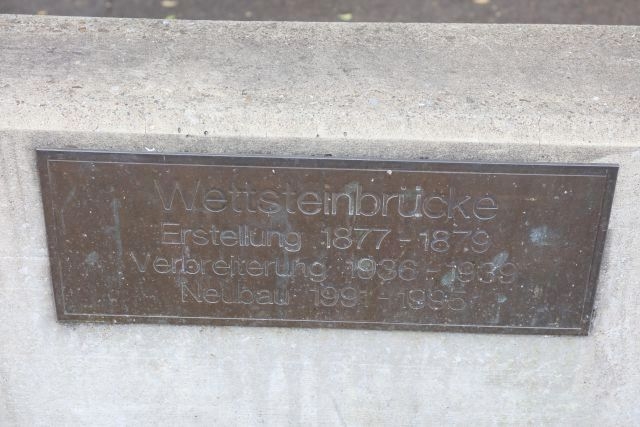 Wettsteinbrücke
Erstellung 1877 - 1879
Verbreiterung 1936 - 1939
Neubau 1991 - 1995